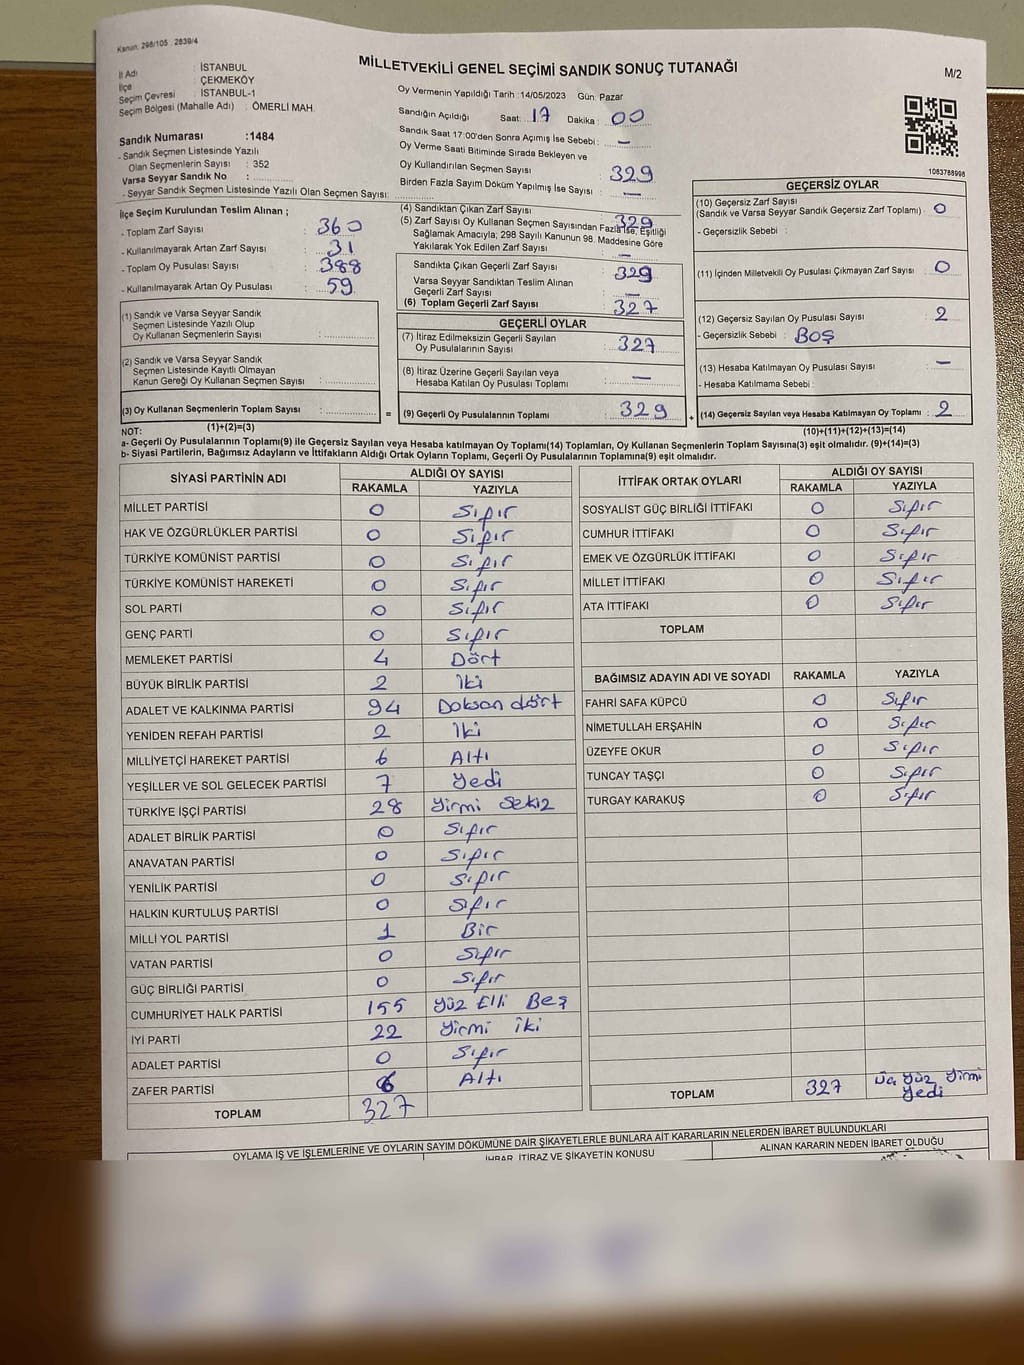 Kanun: 298/105 , 2839/4
MİLLETVEKİLİ GENEL SEÇİMİ SANDIK SONUÇ TUTANAĞI
M/2
İl Adı : İSTANBUL
İlçe : ÇEKMEKÖY
Seçim Çevresi : İSTANBUL-1
Seçim Bölgesi (Mahalle Adı) : ÖMERLİ MAH.
Sandık Numarası :1484
- Sandık Seçmen Listesinde Yazılı
Olan Seçmenlerin Sayısı : 352
Varsa Seyyar Sandık No :
- Seyyar Sandık Seçmen Listesinde Yazılı Olan Seçmen Sayısı:
İlçe Seçim Kurulundan Teslim Alınan ;
- Toplam Zarf Sayısı : 360
- Kullanılmayarak Artan Zarf Sayısı : 31
- Toplam Oy Pusulası Sayısı : 388
- Kullanılmayarak Artan Oy Pusulası : 59
(1) Sandık ve Varsa Seyyar Sandık
Seçmen Listesinde Yazılı Olup
Oy Kullanan Seçmenlerin Sayısı :
(2) Sandık ve Varsa Seyyar Sandık
Seçmen Listesinde Kayıtlı Olmayan
Kanun Gereği Oy Kullanan Seçmen Sayısı :
(3) Oy Kullanan Seçmenlerin Toplam Sayısı :
(1)+(2)=(3)
Oy Vermenin Yapıldığı Tarih :14/05/2023 Gün: Pazar
Sandığın Açıldığı Saat: 17 Dakika : 00
Sandık Saat 17:00'den Sonra Açımış İse Sebebi : —
Oy Verme Saati Bitiminde Sırada Bekleyen ve
Oy Kullandırılan Seçmen Sayısı : 329
Birden Fazla Sayım Döküm Yapılmış İse Sayısı : —
(4) Sandıktan Çıkan Zarf Sayısı : 329
(5) Zarf Sayısı Oy Kullanan Seçmen Sayısından Fazla İse, Eşitliği
Sağlamak Amacıyla; 298 Sayılı Kanunun 98. Maddesine Göre
Yakılarak Yok Edilen Zarf Sayısı : —
Sandıkta Çıkan Geçerli Zarf Sayısı : 329
Varsa Seyyar Sandıktan Teslim Alınan
Geçerli Zarf Sayısı : —
(6) Toplam Geçerli Zarf Sayısı : 327
GEÇERLİ OYLAR
(7) İtiraz Edilmeksizin Geçerli Sayılan
Oy Pusulalarının Sayısı : 327
(8) İtiraz Üzerine Geçerli Sayılan veya
Hesaba Katılan Oy Pusulası Toplamı : —
= (9) Geçerli Oy Pusulalarının Toplamı : 329 +
1083788998
GEÇERSİZ OYLAR
(10) Geçersiz Zarf Sayısı
(Sandık ve Varsa Seyyar Sandık Geçersiz Zarf Toplamı) : 0
- Geçersizlik Sebebi :
(11) İçinden Milletvekili Oy Pusulası Çıkmayan Zarf Sayısı : 0
(12) Geçersiz Sayılan Oy Pusulası Sayısı : 2
- Geçersizlik Sebebi : BOŞ
(13) Hesaba Katılmayan Oy Pusulası Sayısı : —
- Hesaba Katılmama Sebebi :
(14) Geçersiz Sayılan veya Hesaba Katılmayan Oy Toplamı : 2
(10)+(11)+(12)+(13)=(14)
NOT:
a- Geçerli Oy Pusulalarının Toplamı(9) ile Geçersiz Sayılan veya Hesaba katılmayan Oy Toplamı(14) Toplamları, Oy Kullanan Seçmenlerin Toplam Sayısına(3) eşit olmalıdır. (9)+(14)=(3)
b- Siyasi Partilerin, Bağımsız Adayların ve İttifakların Aldığı Ortak Oyların Toplamı, Geçerli Oy Pusulalarının Toplamına(9) eşit olmalıdır.
SİYASİ PARTİNİN ADI ALDIĞI OY SAYISI
RAKAMLA YAZIYLA
MİLLET PARTİSİ 0 Sıfır
HAK VE ÖZGÜRLÜKLER PARTİSİ 0 Sıfır
TÜRKİYE KOMÜNİST PARTİSİ 0 Sıfır
TÜRKİYE KOMÜNİST HAREKETİ 0 Sıfır
SOL PARTİ 0 Sıfır
GENÇ PARTİ 0 Sıfır
MEMLEKET PARTİSİ 4 Dört
BÜYÜK BİRLİK PARTİSİ 2 İki
ADALET VE KALKINMA PARTİSİ 94 Doksan dört
YENİDEN REFAH PARTİSİ 2 İki
MİLLİYETÇİ HAREKET PARTİSİ 6 Altı
YEŞİLLER VE SOL GELECEK PARTİSİ 7 Yedi
TÜRKİYE İŞÇİ PARTİSİ 28 Yirmi Sekiz
ADALET BİRLİK PARTİSİ 0 Sıfır
ANAVATAN PARTİSİ 0 Sıfır
YENİLİK PARTİSİ 0 Sıfır
HALKIN KURTULUŞ PARTİSİ 0 Sıfır
MİLLİ YOL PARTİSİ 1 Bir
VATAN PARTİSİ 0 Sıfır
GÜÇ BİRLİĞİ PARTİSİ 0 Sıfır
CUMHURİYET HALK PARTİSİ 155 Yüz Elli Beş
İYİ PARTİ 22 Yirmi iki
ADALET PARTİSİ 0 Sıfır
ZAFER PARTİSİ 6 Altı
TOPLAM 327
İTTİFAK ORTAK OYLARI ALDIĞI OY SAYISI
RAKAMLA YAZIYLA
SOSYALİST GÜÇ BİRLİĞİ İTTİFAKI 0 Sıfır
CUMHUR İTTİFAKI 0 Sıfır
EMEK VE ÖZGÜRLÜK İTTİFAKI 0 Sıfır
MİLLET İTTİFAKI 0 Sıfır
ATA İTTİFAKI 0 Sıfır
TOPLAM
BAĞIMSIZ ADAYIN ADI VE SOYADI RAKAMLA YAZIYLA
FAHRİ SAFA KÜPCÜ 0 Sıfır
NİMETULLAH ERŞAHİN 0 Sıfır
ÜZEYFE OKUR 0 Sıfır
TUNCAY TAŞÇI 0 Sıfır
TURGAY KARAKUŞ 0 Sıfır
TOPLAM 327 Üç Yüz Yirmi
Yedi
OYLAMA İŞ VE İŞLEMLERİNE VE OYLARIN SAYIM DÖKÜMÜNE DAİR ŞİKAYETLERLE BUNLARA AİT KARARLARIN NELERDEN İBARET BULUNDUKLARI
İHBAR, İTİRAZ VE ŞİKAYETİN KONUSU ALINAN KARARIN NEDEN İBARET OLDUĞU